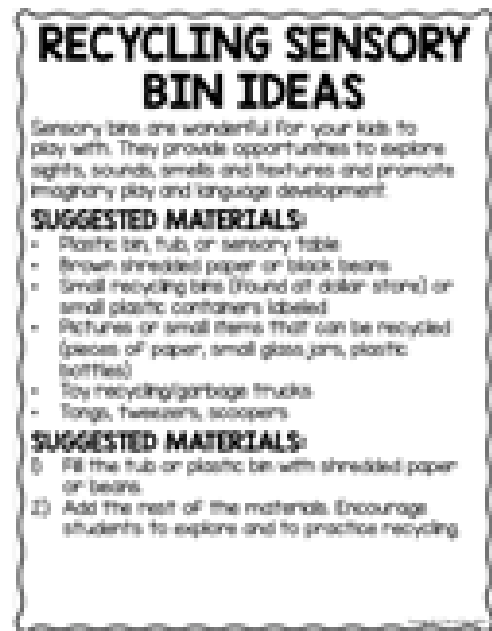 RECYCLING SENSORY
BIN IDEAS
Sensory bins are wonderful for your kids to
play with. They provide opportunities to explore
sights, sounds, smells and textures and promote
imaginary play and language development.
SUGGESTED MATERIALS:
• Plastic bin, tub, or sensory table
• Brown shredded paper or black beans
• Small recycling bins (found at dollar store) or
small plastic containers labeled
• Pictures or small items that can be recycled
(pieces of paper, small glass jars, plastic
bottles)
• Toy recycling/garbage trucks
• Tongs, tweezers, scoopers
SUGGESTED MATERIALS:
1) Fill the tub or plastic bin with shredded paper
or beans.
2) Add the rest of the materials. Encourage
students to explore and to practice recycling.